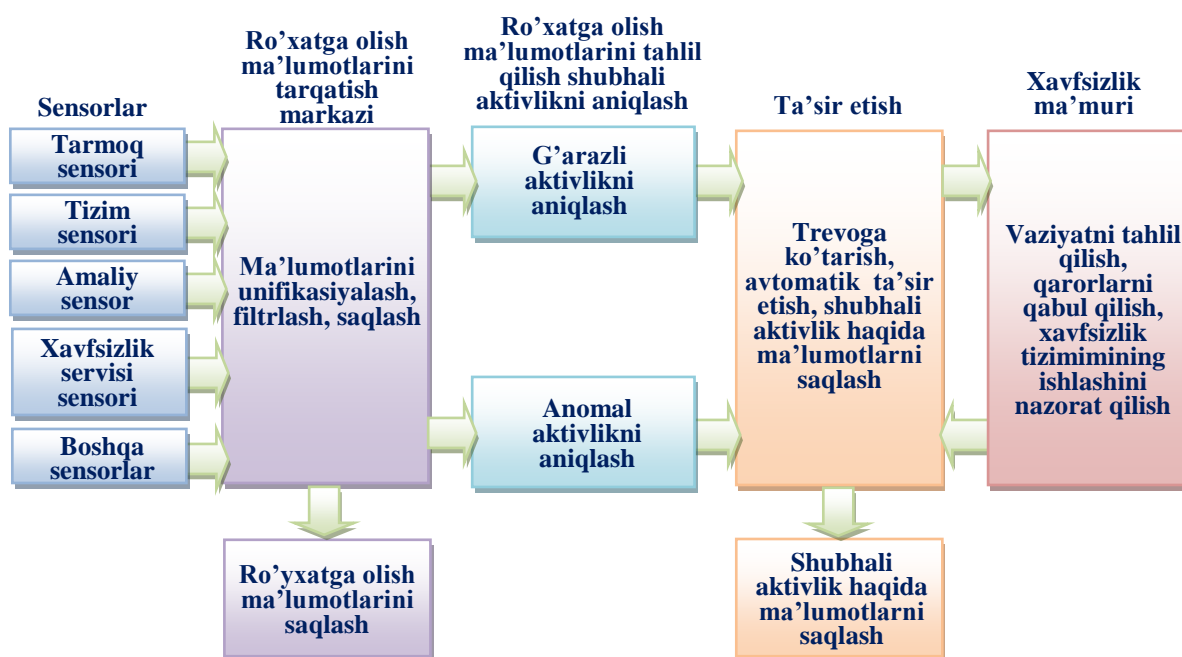 Sensorlar
Tarmoq
sensori
Tizim
sensori
Amaliy
sensor
Xavfsizlik
servisi
sensori
Boshqa
sensorlar
Ro'xatga olish
ma'lumotlarini
tarqatish
markazi
Ma'lumotlarini
unifikasiyalash,
filtrlash, saqlash
Ro'yxatga olish
ma'lumotlarini
saqlash
Ro'xatga olish
ma'lumotlarini tahlil
qilish shubhali
aktivlikni aniqlash
G'arazli
aktivlikni
aniqlash
Anomal
aktivlikni
aniqlash
Ta'sir etish
Trevoga
ko'tarish,
avtomatik ta'sir
etish, shubhali
aktivlik haqida
ma'lumotlarni
saqlash
Shubhali
aktivlik haqida
ma'lumotlarni
saqlash
Xavfsizlik
ma'muri
Vaziyatni tahlil
qilish,
qarorlarni
qabul qilish,
xavfsizlik
tizimimining
ishlashini
nazorat qilish